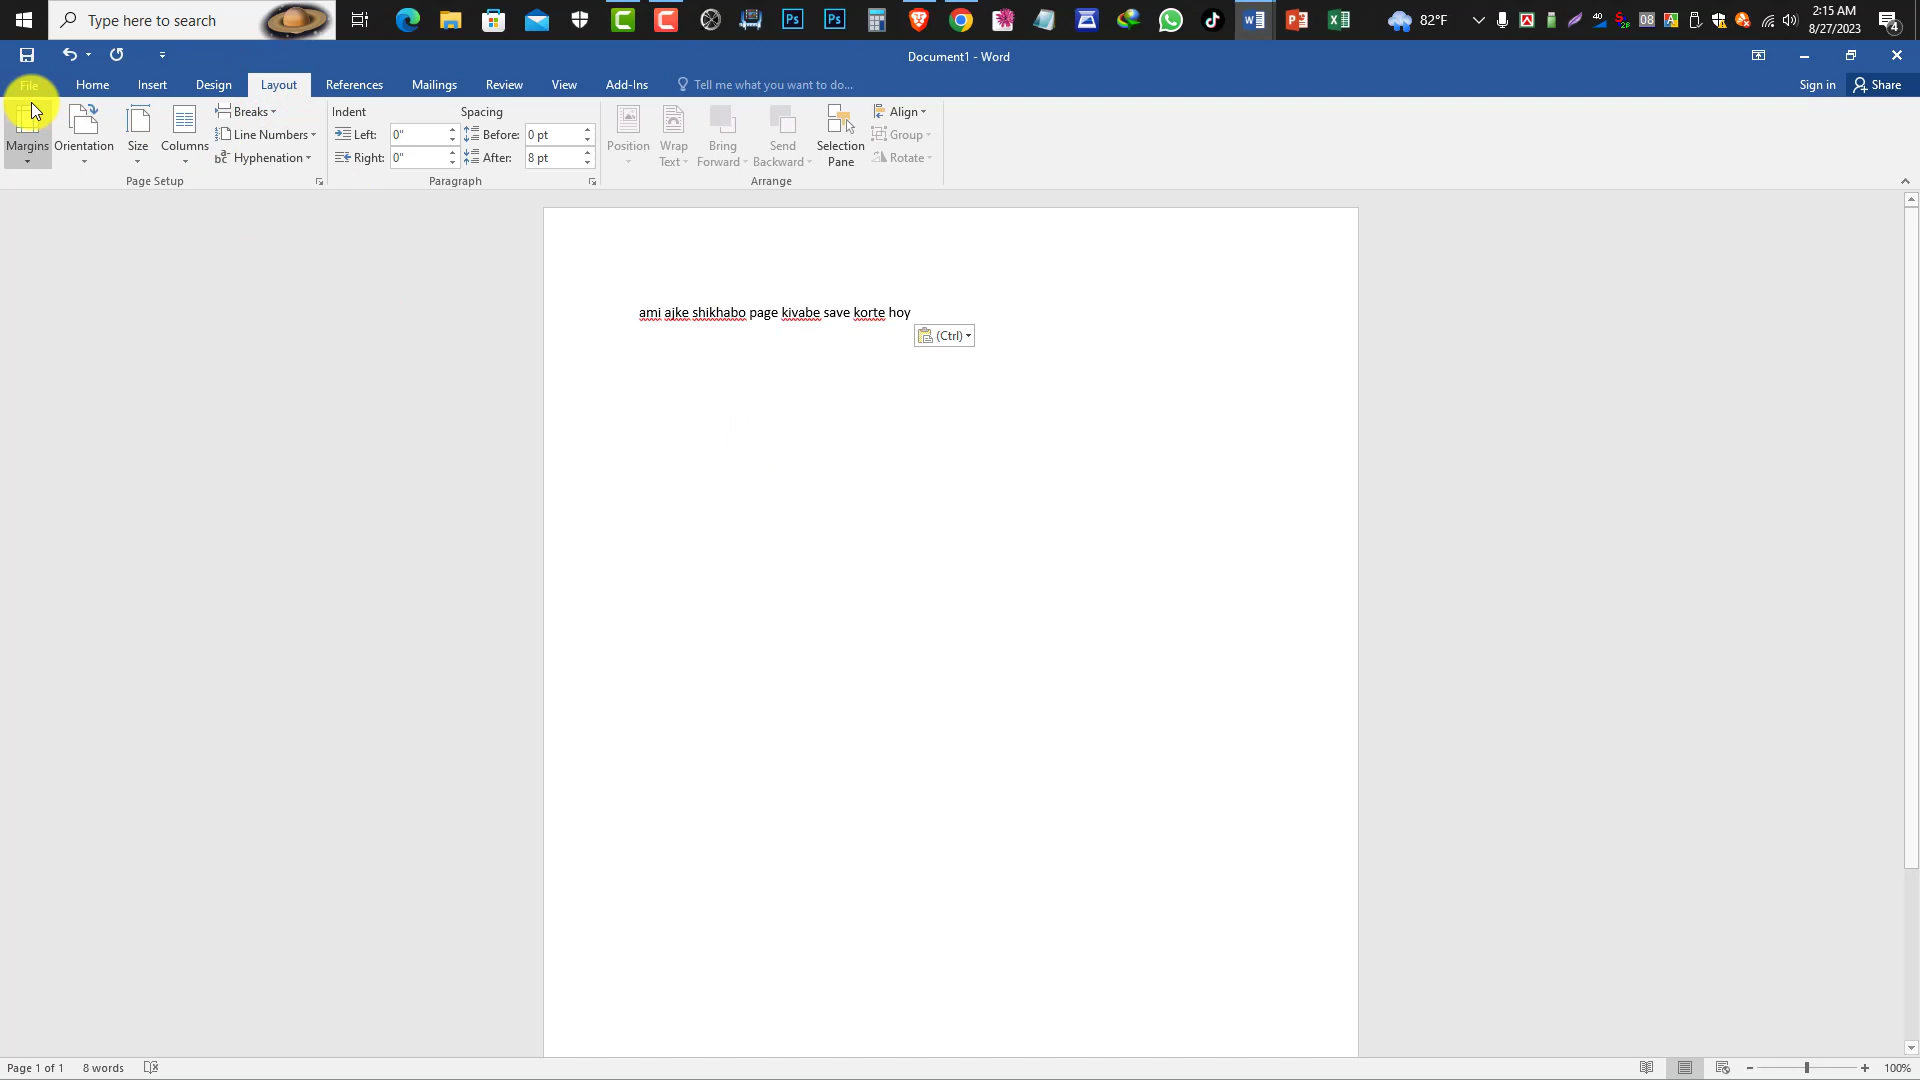 Type here to search
82°F
2:15 AM
8/27/2023
4
Document1 - Word
File
Home
Insert
Design
Layout
References
Mailings
Review
View
Add-Ins
Tell me what you want to do...
Sign in
Share
Margins
Orientation
Size
Columns
Breaks
Line Numbers
Hyphenation
Page Setup
Indent
Left: 0"
Right: 0"
Spacing
Before: 0 pt
After: 8 pt
Paragraph
Position
Wrap Text
Bring Forward
Send Backward
Selection Pane
Align
Group
Rotate
Arrange
ami ajke shikhabo page kivabe save korte hoy
(Ctrl)
Page 1 of 1
8 words
100%